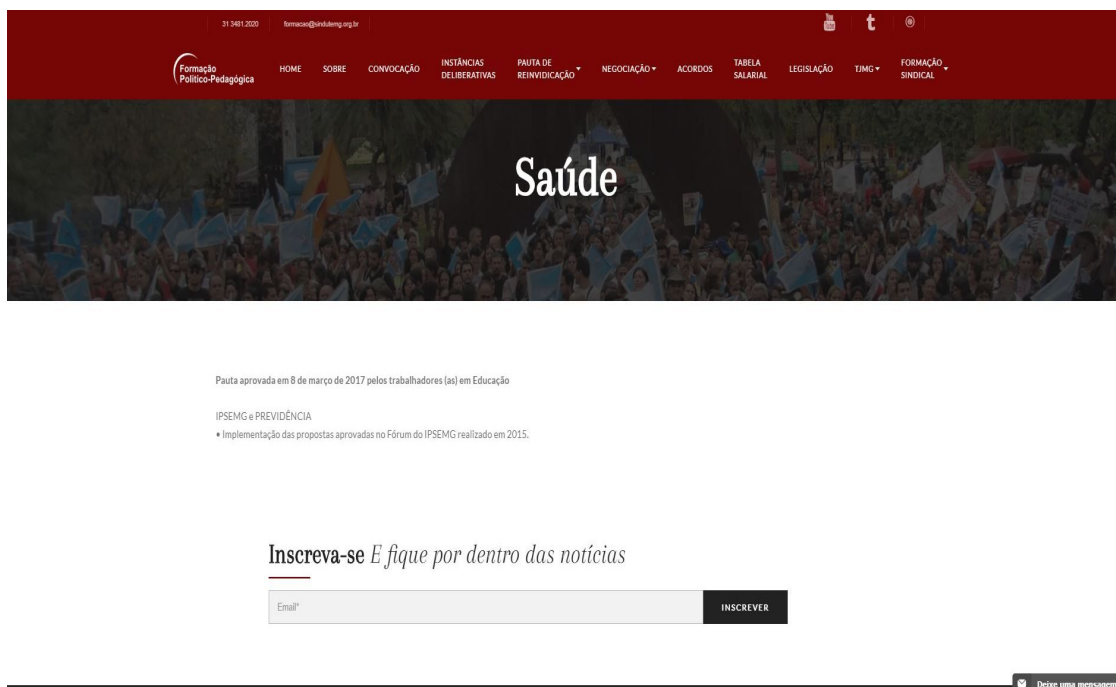 31 3481.2020 formacao@sindutemg.org.br
You Tube t
Formação
Político-Pedagógica
HOME SOBRE CONVOCAÇÃO INSTÂNCIAS DELIBERATIVAS PAUTA DE REINVIDICAÇÃO NEGOCIAÇÃO ACORDOS TABELA SALARIAL LEGISLAÇÃO TJMG FORMAÇÃO SINDICAL
Saúde
Pauta aprovada em 8 de março de 2017 pelos trabalhadores (as) em Educação
IPSEMG e PREVIDÊNCIA
• Implementação das propostas aprovadas no Fórum do IPSEMG realizado em 2015.
Inscreva-se E fique por dentro das notícias
Email*
INSCREVER
Deixe uma mensagem